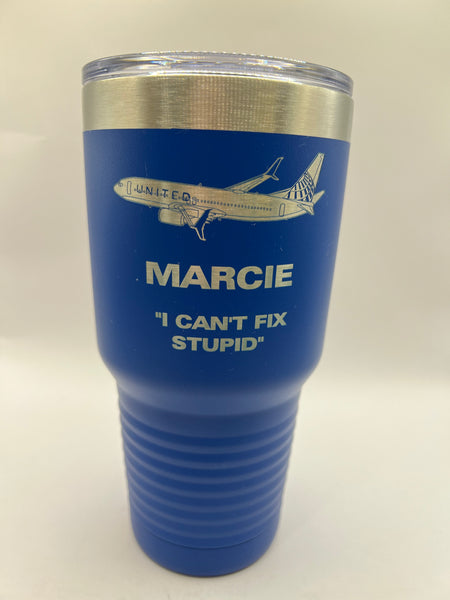 UNITED
MARCIE
"I CAN'T FIX
STUPID"